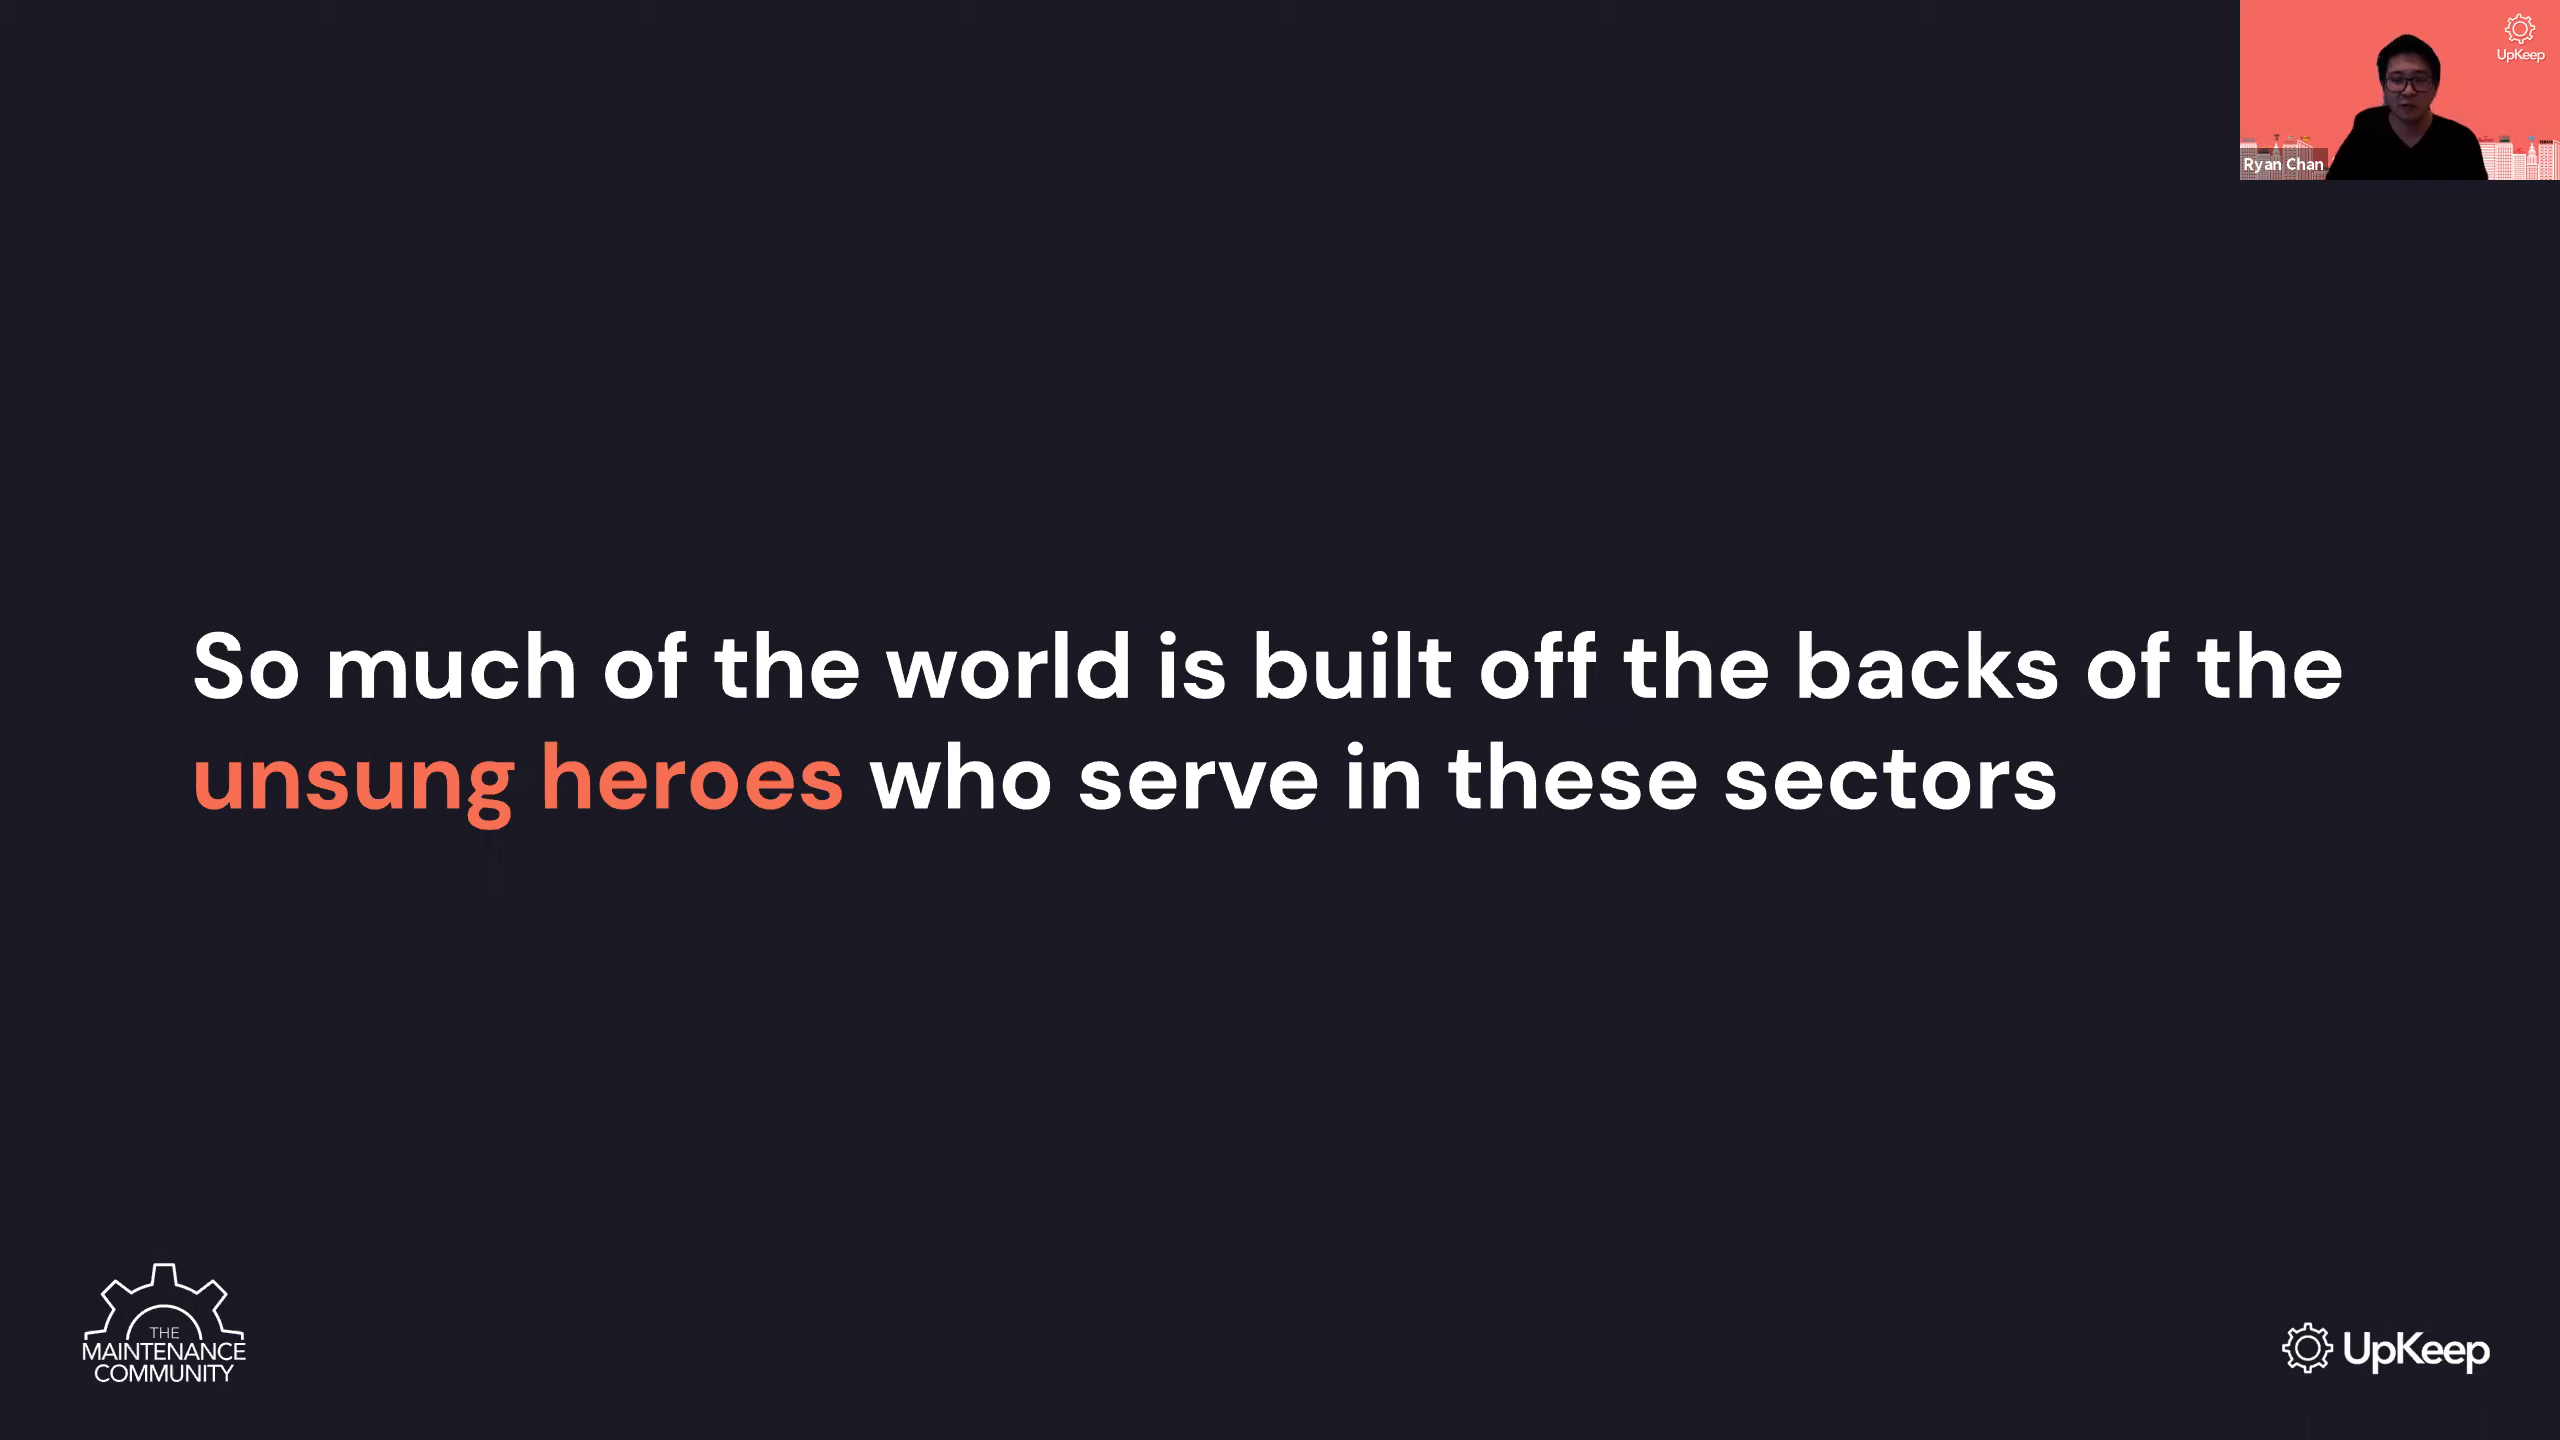 UpKeep
Ryan Chan
So much of the world is built off the backs of the
unsung heroes who serve in these sectors
THE
MAINTENANCE
COMMUNITY
UpKeep